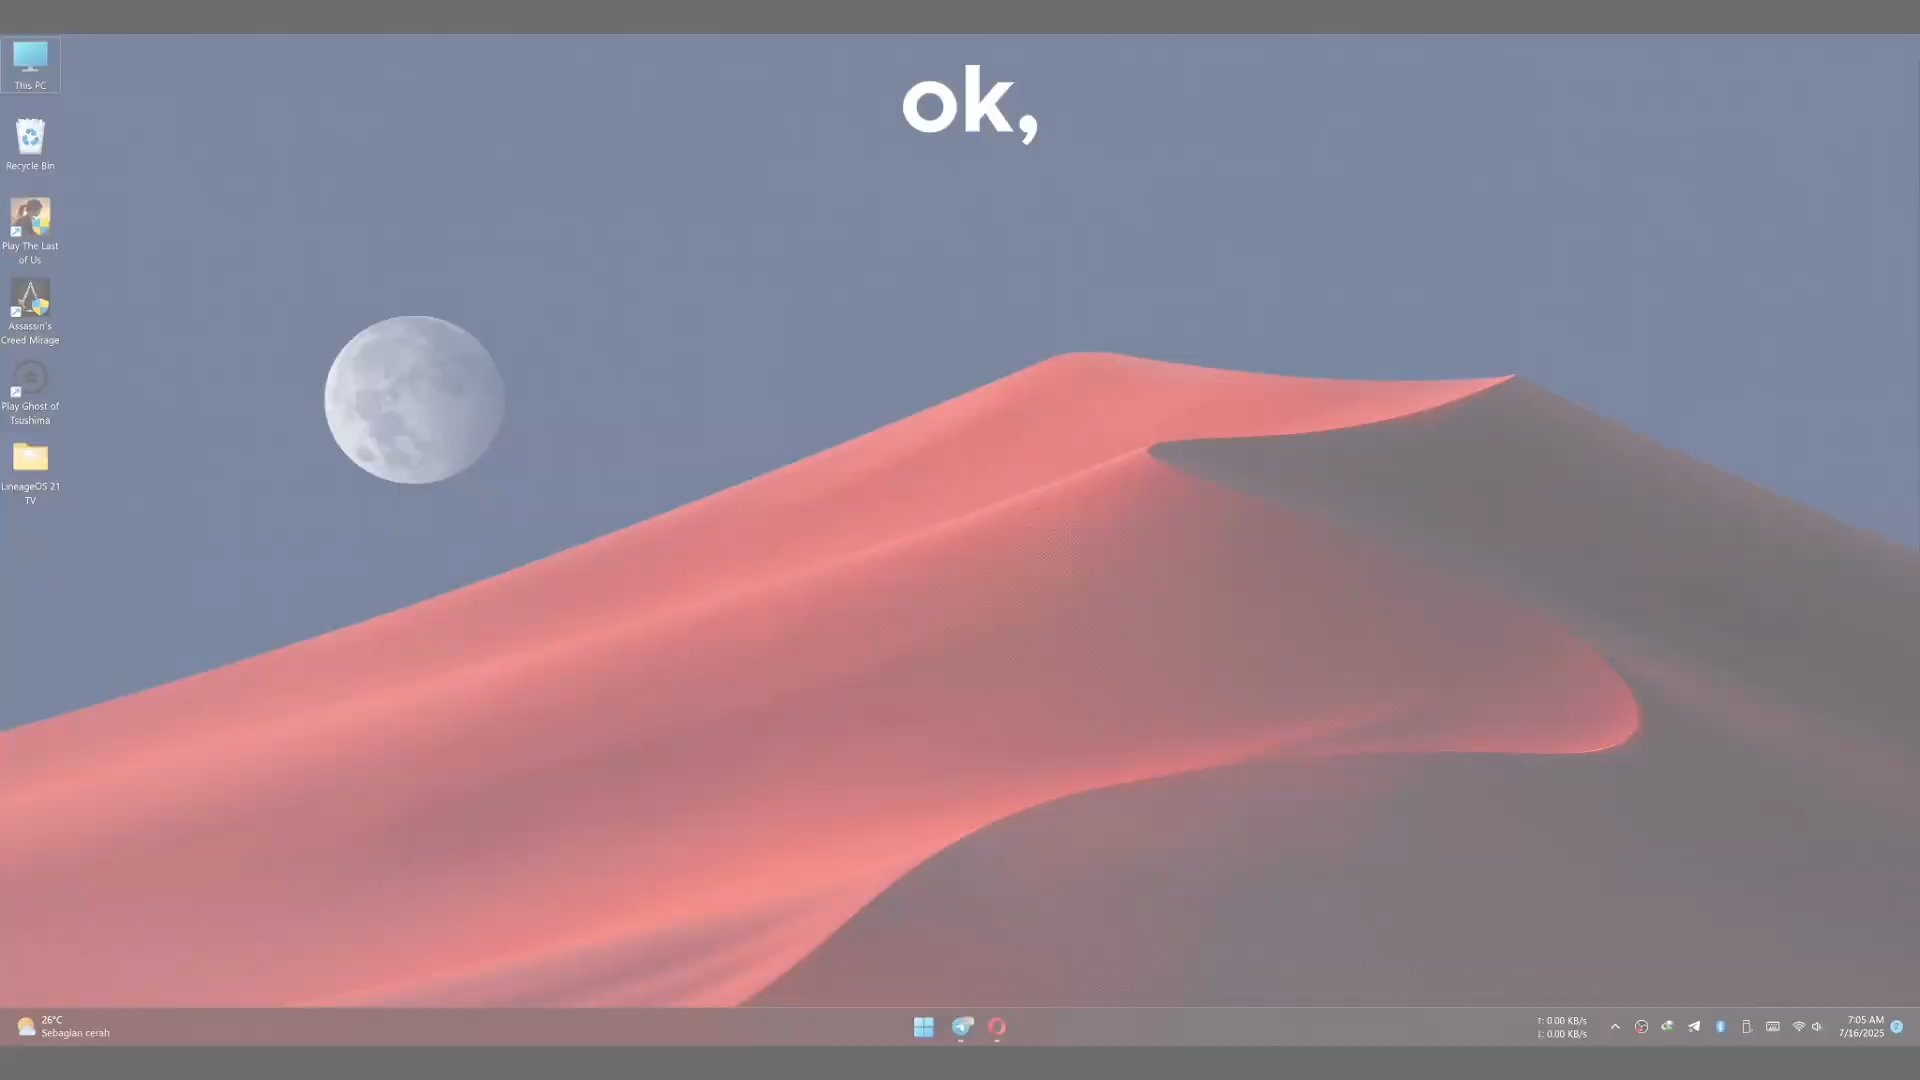 ok,
This PC
Recycle Bin
Play The Last
of Us
Assassin's
Creed Mirage
Play Ghost of
Tsushima
LineageOS 21
TV
26°C
Sebagian cerah
↑: 0.00 KB/s
↓: 0.00 KB/s
7:05 AM
7/16/2025